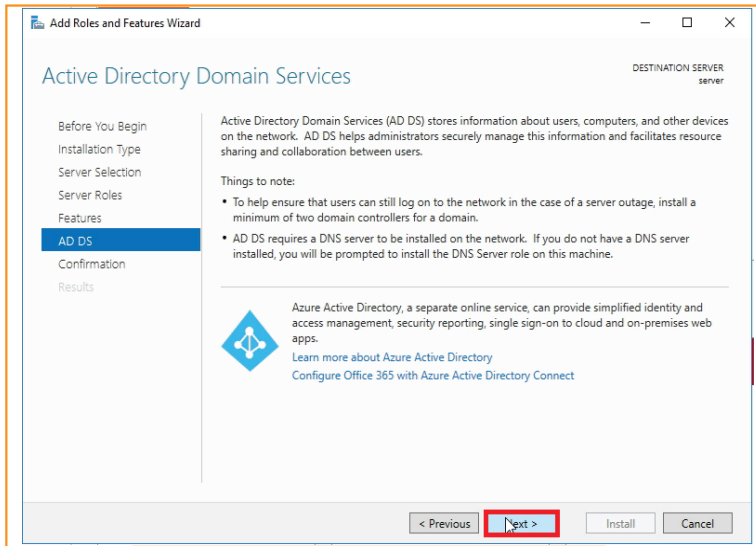 Add Roles and Features Wizard
Active Directory Domain Services
DESTINATION SERVER
server
Before You Begin
Installation Type
Server Selection
Server Roles
Features
AD DS
Confirmation
Results
Active Directory Domain Services (AD DS) stores information about users, computers, and other devices
on the network. AD DS helps administrators securely manage this information and facilitates resource
sharing and collaboration between users.
Things to note:
• To help ensure that users can still log on to the network in the case of a server outage, install a
minimum of two domain controllers for a domain.
• AD DS requires a DNS server to be installed on the network. If you do not have a DNS server
installed, you will be prompted to install the DNS Server role on this machine.
Azure Active Directory, a separate online service, can provide simplified identity and
access management, security reporting, single sign-on to cloud and on-premises web
apps.
Learn more about Azure Active Directory
Configure Office 365 with Azure Active Directory Connect
< Previous
Next >
Install
Cancel